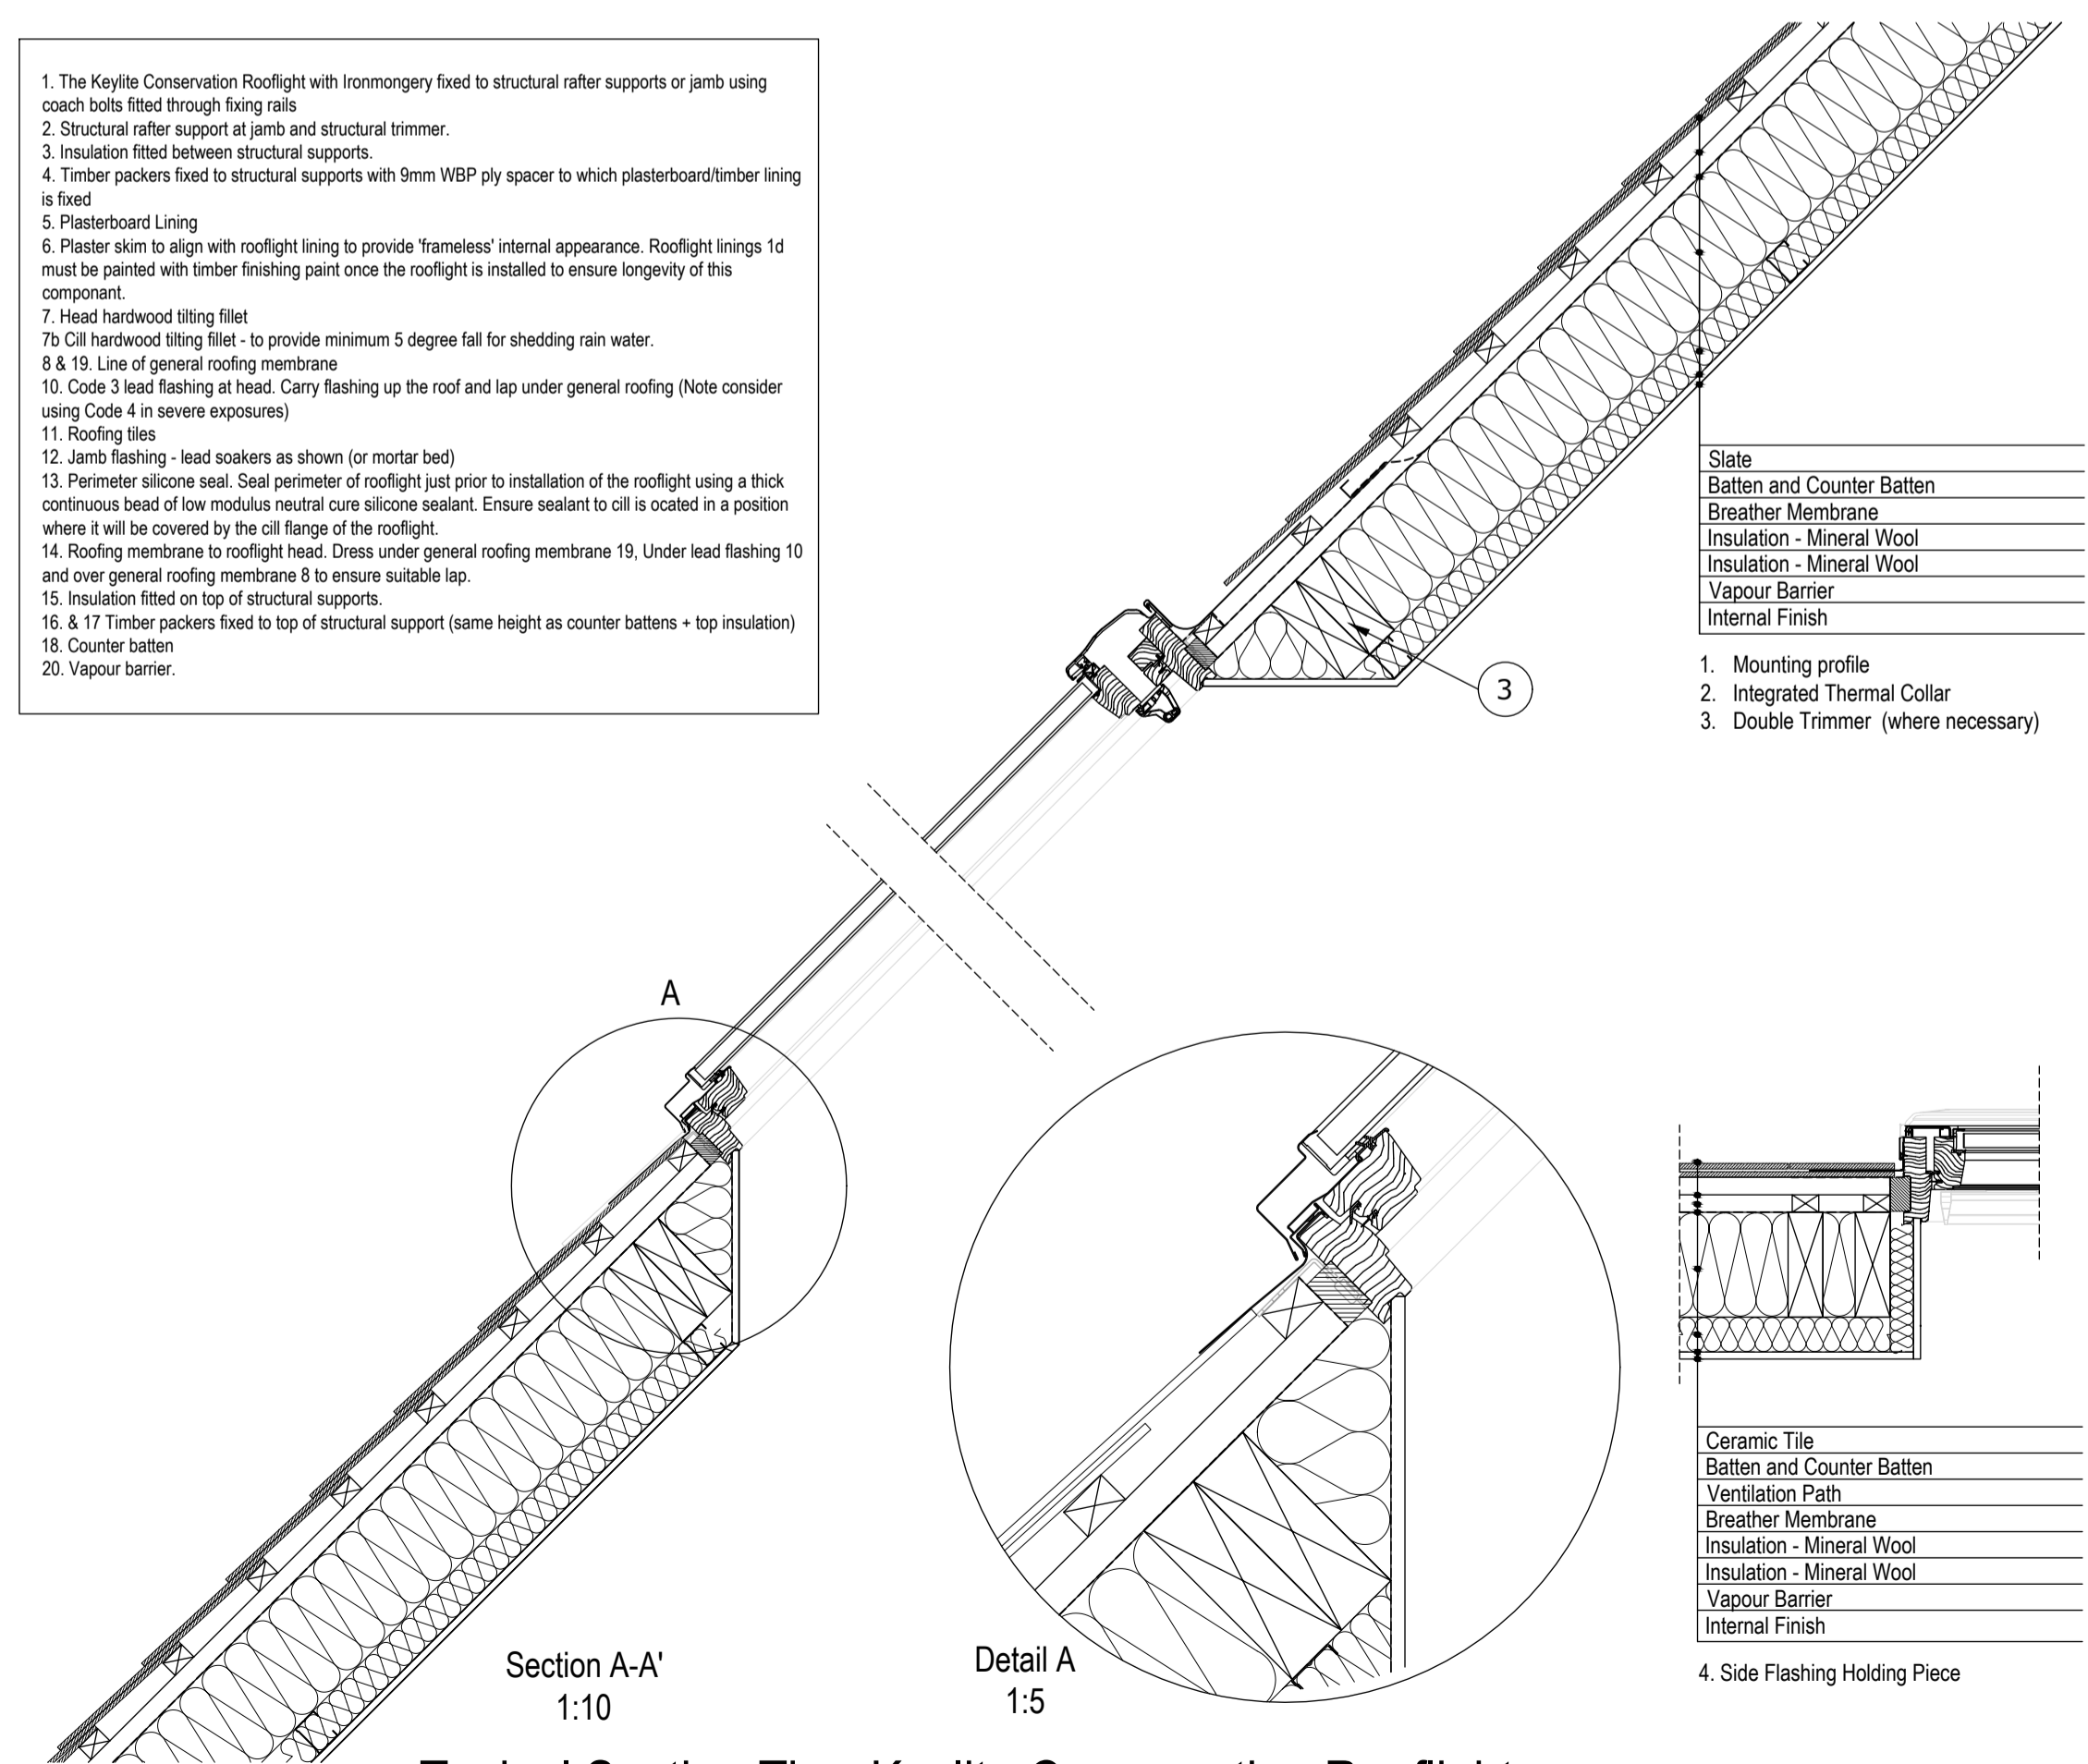 1. The Keylite Conservation Rooflight with Ironmongery fixed to structural rafter supports or jamb using
coach bolts fitted through fixing rails
2. Structural rafter support at jamb and structural trimmer.
3. Insulation fitted between structural supports.
4. Timber packers fixed to structural supports with 9mm WBP ply spacer to which plasterboard/timber lining
is fixed
5. Plasterboard Lining
6. Plaster skim to align with rooflight lining to provide 'frameless' internal appearance. Rooflight linings 1d
must be painted with timber finishing paint once the rooflight is installed to ensure longevity of this
componant.
7. Head hardwood tilting fillet
7b Cill hardwood tilting fillet - to provide minimum 5 degree fall for shedding rain water.
8 & 19. Line of general roofing membrane
10. Code 3 lead flashing at head. Carry flashing up the roof and lap under general roofing (Note consider
using Code 4 in severe exposures)
11. Roofing tiles
12. Jamb flashing - lead soakers as shown (or mortar bed)
13. Perimeter silicone seal. Seal perimeter of rooflight just prior to installation of the rooflight using a thick
continuous bead of low modulus neutral cure silicone sealant. Ensure sealant to cill is ocated in a position
where it will be covered by the cill flange of the rooflight.
14. Roofing membrane to rooflight head. Dress under general roofing membrane 19, Under lead flashing 10
and over general roofing membrane 8 to ensure suitable lap.
15. Insulation fitted on top of structural supports.
16. & 17 Timber packers fixed to top of structural support (same height as counter battens + top insulation)
18. Counter batten
20. Vapour barrier.
Slate
Batten and Counter Batten
Breather Membrane
Insulation - Mineral Wool
Insulation - Mineral Wool
Vapour Barrier
Internal Finish
1. Mounting profile
2. Integrated Thermal Collar
3. Double Trimmer (where necessary)
3
A
Ceramic Tile
Batten and Counter Batten
Ventilation Path
Breather Membrane
Insulation - Mineral Wool
Insulation - Mineral Wool
Vapour Barrier
Internal Finish
4. Side Flashing Holding Piece
Section A-A'
1:10
Detail A
1:5